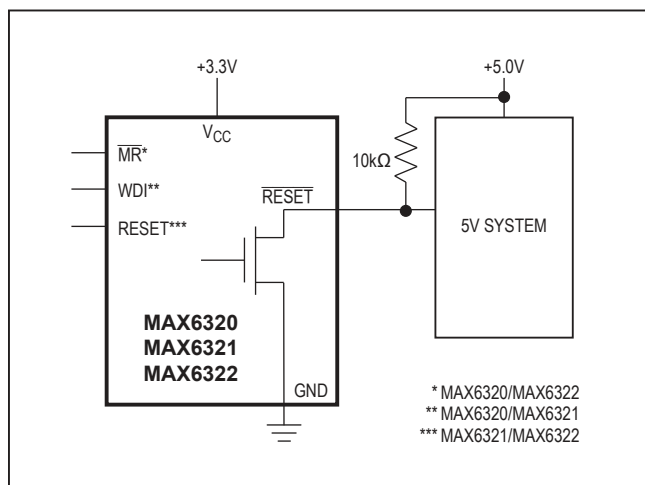 +3.3V
+5.0V
VCC
MR*
WDI**
RESET***
RESET
10kΩ
5V SYSTEM
MAX6320
MAX6321
MAX6322
GND
* MAX6320/MAX6322
** MAX6320/MAX6321
*** MAX6321/MAX6322